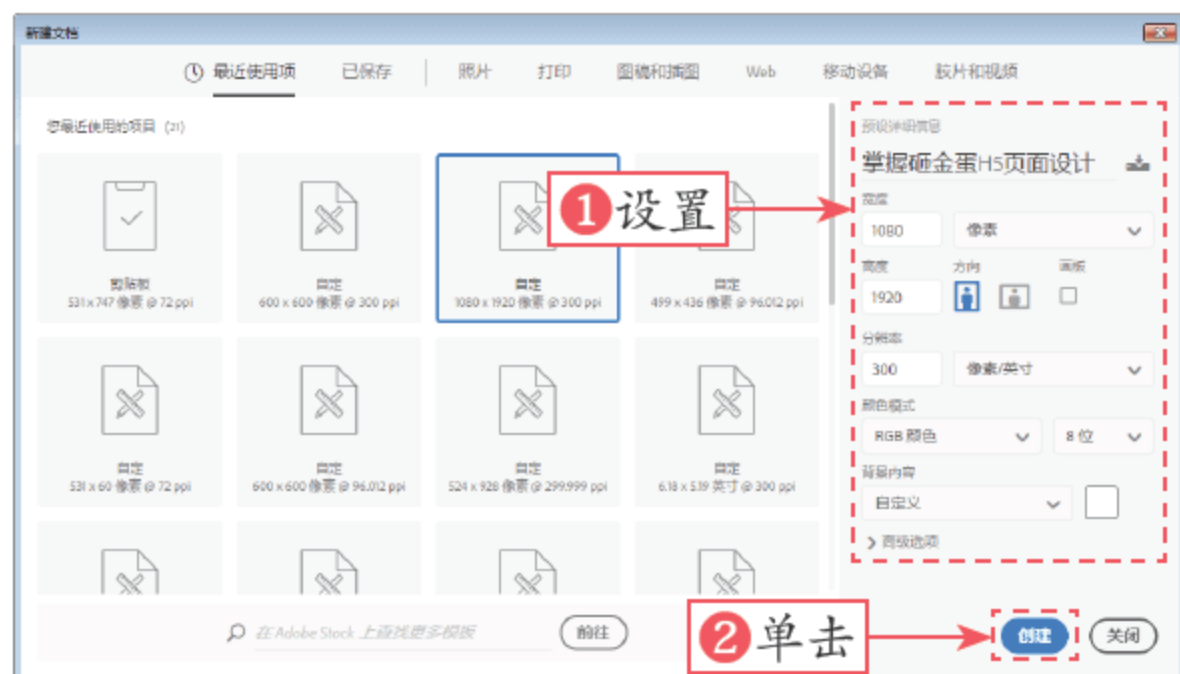 新建文档
最近使用项 已保存 照片 打印 图稿和插图 Web 移动设备 胶片和视频
您最近使用的项目 (21)
剪贴板
531 x 747 像素 @ 72 ppi
自定
600 x 600 像素 @ 300 ppi
自定
1080 x 1920 像素 @ 300 ppi
499 x 436 像素 @ 96.012 ppi
自定
自定
531 x 60 像素 @ 72 ppi
自定
600 x 600 像素 @ 96.012 ppi
自定
524 x 928 像素 @ 299.999 ppi
自定
6.18 x 5.19 英寸 @ 300 ppi
在 Adobe Stock 上查找更多模板
前往
1 设置
预设详细信息
掌握砸金蛋H5页面设计
宽度
1080 像素
高度 方向 画板
1920
分辨率
300 像素/英寸
颜色模式
RGB 颜色 8 位
背景内容
自定义
高级选项
2 单击
创建 关闭